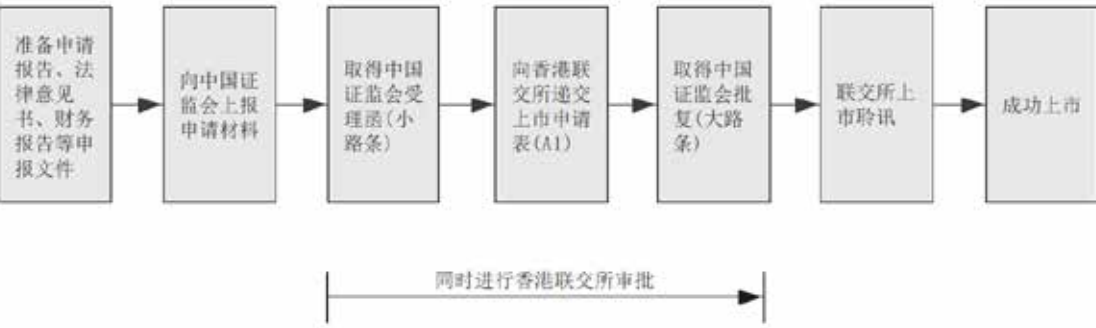 准备申请
报告、法
律意见
书、财务
报告等申
报文件
向中国证
监会上报
申请材料
取得中国
证监会受
理函(小
路条)
向香港联
交所递交
上市申请
表(A1)
取得中国
证监会批
复(大路
条)
联交所上
市聆讯
成功上市
同时进行香港联交所审批